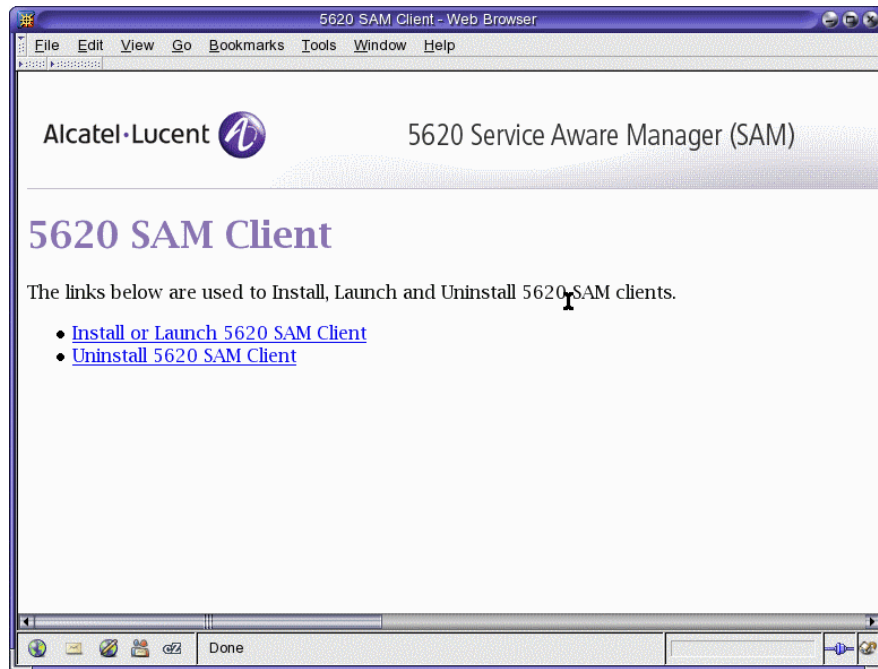 5620 SAM Client - Web Browser
File Edit View Go Bookmarks Tools Window Help
Alcatel·Lucent
5620 Service Aware Manager (SAM)
5620 SAM Client
The links below are used to Install, Launch and Uninstall 5620 SAM clients.
Install or Launch 5620 SAM Client
Uninstall 5620 SAM Client
Done